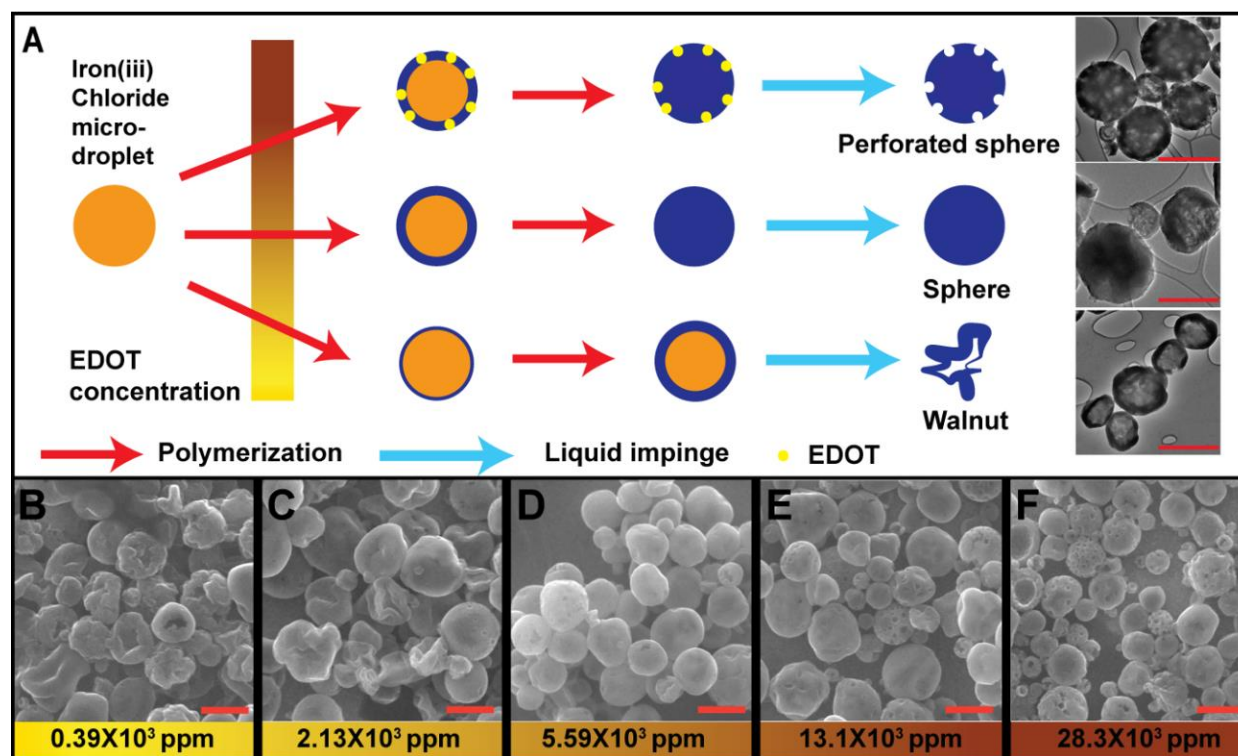 A
Iron(iii)
Chloride
micro-
droplet
EDOT
concentration
Perforated sphere
Sphere
Walnut
Polymerization
Liquid impinge
EDOT
B
C
D
E
F
0.39X10³ ppm
2.13X10³ ppm
5.59X10³ ppm
13.1X10³ ppm
28.3X10³ ppm